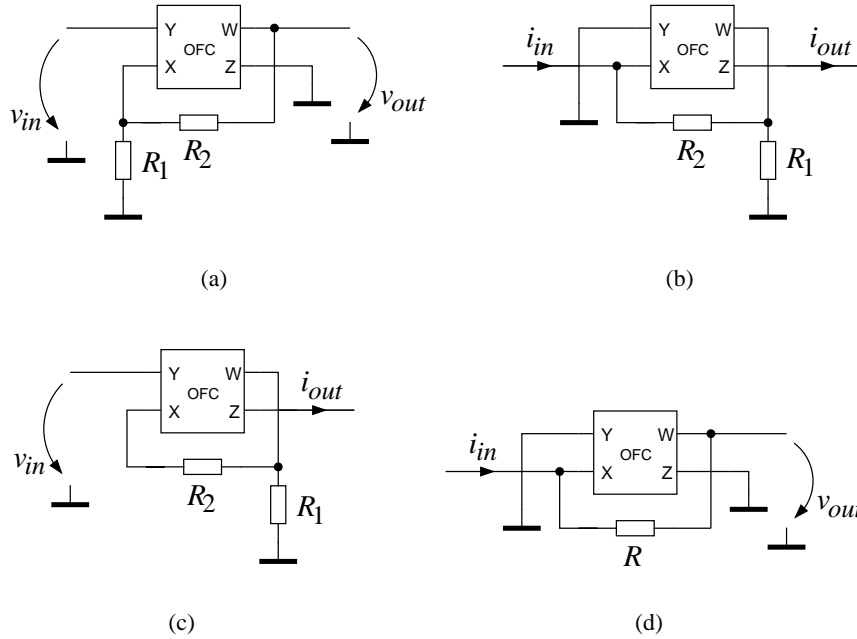 Y W
OFC
X Z
v_in
v_out
R_2
R_1
(a)
Y W
i_in
OFC
i_out
X Z
R_2
R_1
(b)
Y W
OFC
i_out
X Z
v_in
R_2
R_1
(c)
Y W
i_in
OFC
X Z
v_out
R
(d)